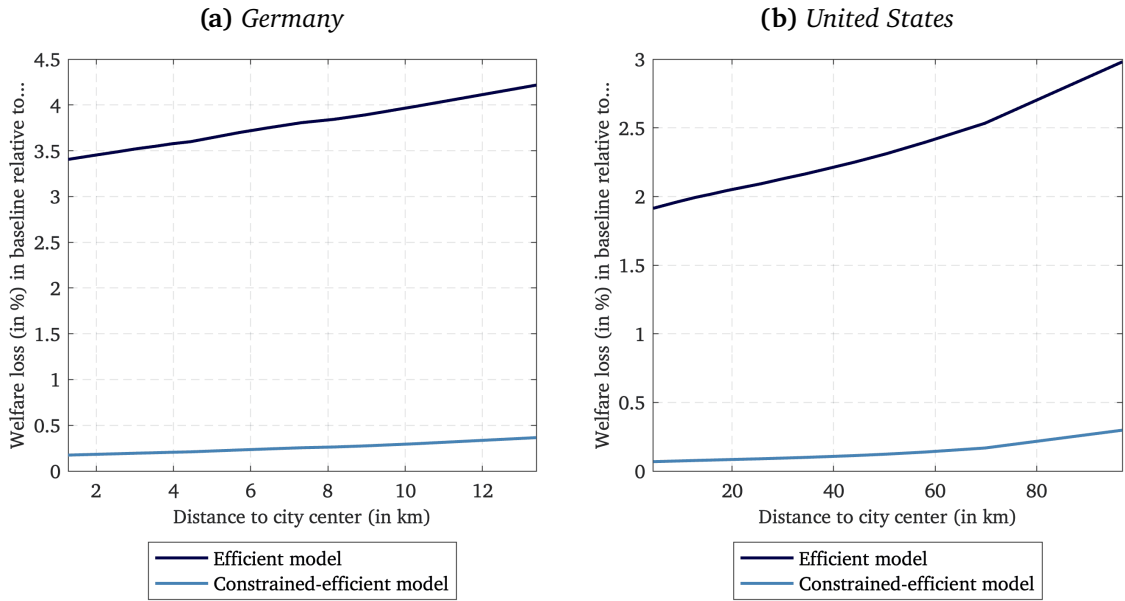 (a) Germany
Welfare loss (in %) in baseline relative to...
4.5
4
3.5
3
2.5
2
1.5
1
0.5
0
2 4 6 8 10 12
Distance to city center (in km)
Efficient model
Constrained-efficient model
(b) United States
Welfare loss (in %) in baseline relative to...
3
2.5
2
1.5
1
0.5
0
20 40 60 80
Distance to city center (in km)
Efficient model
Constrained-efficient model